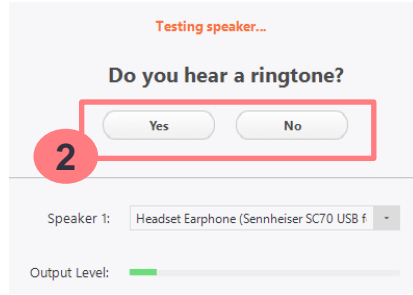 Testing speaker...
Do you hear a ringtone?
Yes No
2
Speaker 1: Headset Earphone (Sennheiser SC70 USB f
Output Level: